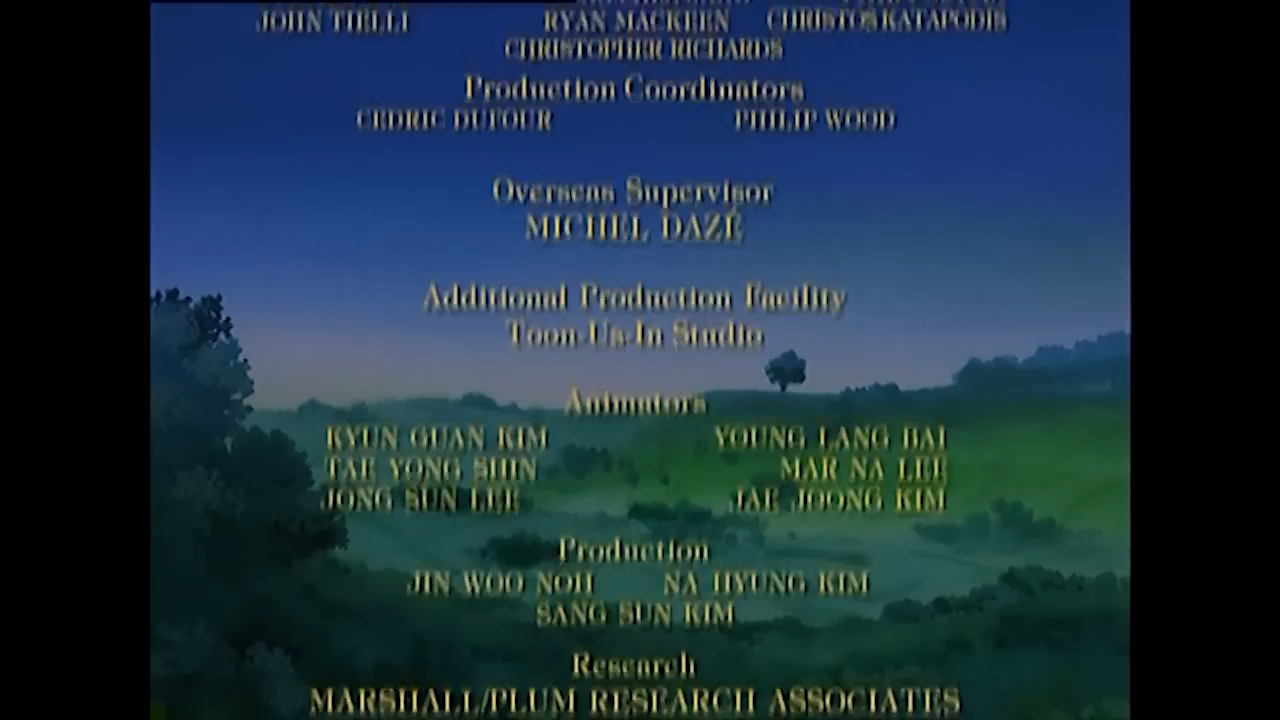 JOHN TIELLI RYAN MACKEEN CHRISTOS KATAPODIS
CHRISTOPHER RICHARDS
Production Coordinators
CEDRIC DUFOUR PHILIP WOOD
Overseas Supervisor
MICHEL DAZÉ
Additional Production Facility
Toon-Us-In Studio
Animators
KYUN GUAN KIM YOUNG LANG BAI
TAE YONG SHIN MAR NA LEE
JONG SUN LEE JAE JOONG KIM
Production
JIN WOO NOH NA HYUNG KIM
SANG SUN KIM
Research
MARSHALL/PLUM RESEARCH ASSOCIATES